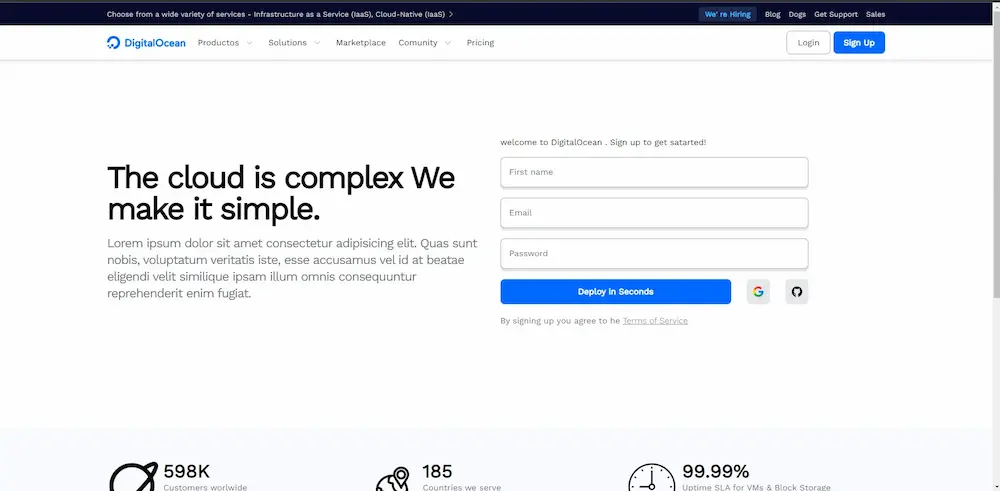 Choose from a wide variety of services - Infrastructure as a Service (IaaS), Cloud-Native (IaaS) >
We' re Hiring Blog Dogs Get Support Sales
DigitalOcean Productos Solutions Marketplace Comunity Pricing
Login Sign Up
welcome to DigitalOcean . Sign up to get satarted!
The cloud is complex We
make it simple.
Lorem ipsum dolor sit amet consectetur adipisicing elit. Quas sunt
nobis, voluptatum veritatis iste, esse accusamus vel id at beatae
eligendi velit similique ipsam illum omnis consequuntur
reprehenderit enim fugiat.
First name
Email
Password
Deploy in Seconds
By signing up you agree to he Terms of Service
598K
Customers worlwide
185
Countries we serve
99.99%
Uptime SLA for VMs & Block Storage